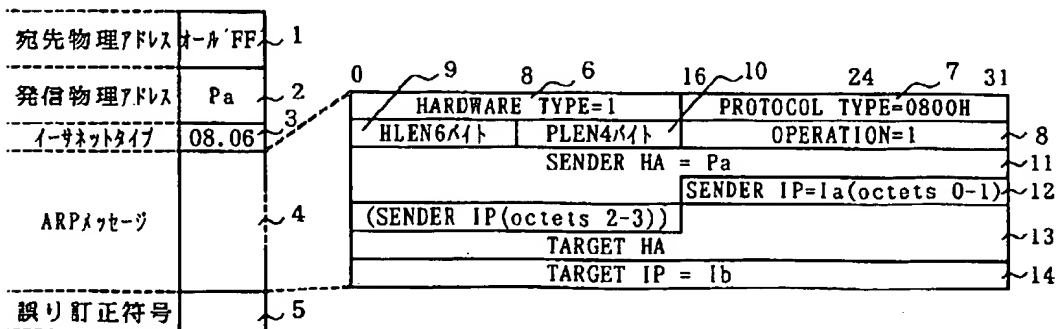 宛先物理アドレス オール'FF 1
発信物理アドレス Pa 2
イーサネットタイプ 08.06 3
ARPメッセージ 4
誤り訂正符号 5
0 9 8 6 16 10 24 7 31
HARDWARE TYPE=1 PROTOCOL TYPE=0800H
HLEN6バイト PLEN4バイト OPERATION=1 8
SENDER HA = Pa 11
SENDER IP=Ia(octets 0-1) 12
(SENDER IP(octets 2-3))
TARGET HA 13
TARGET IP = Ib 14